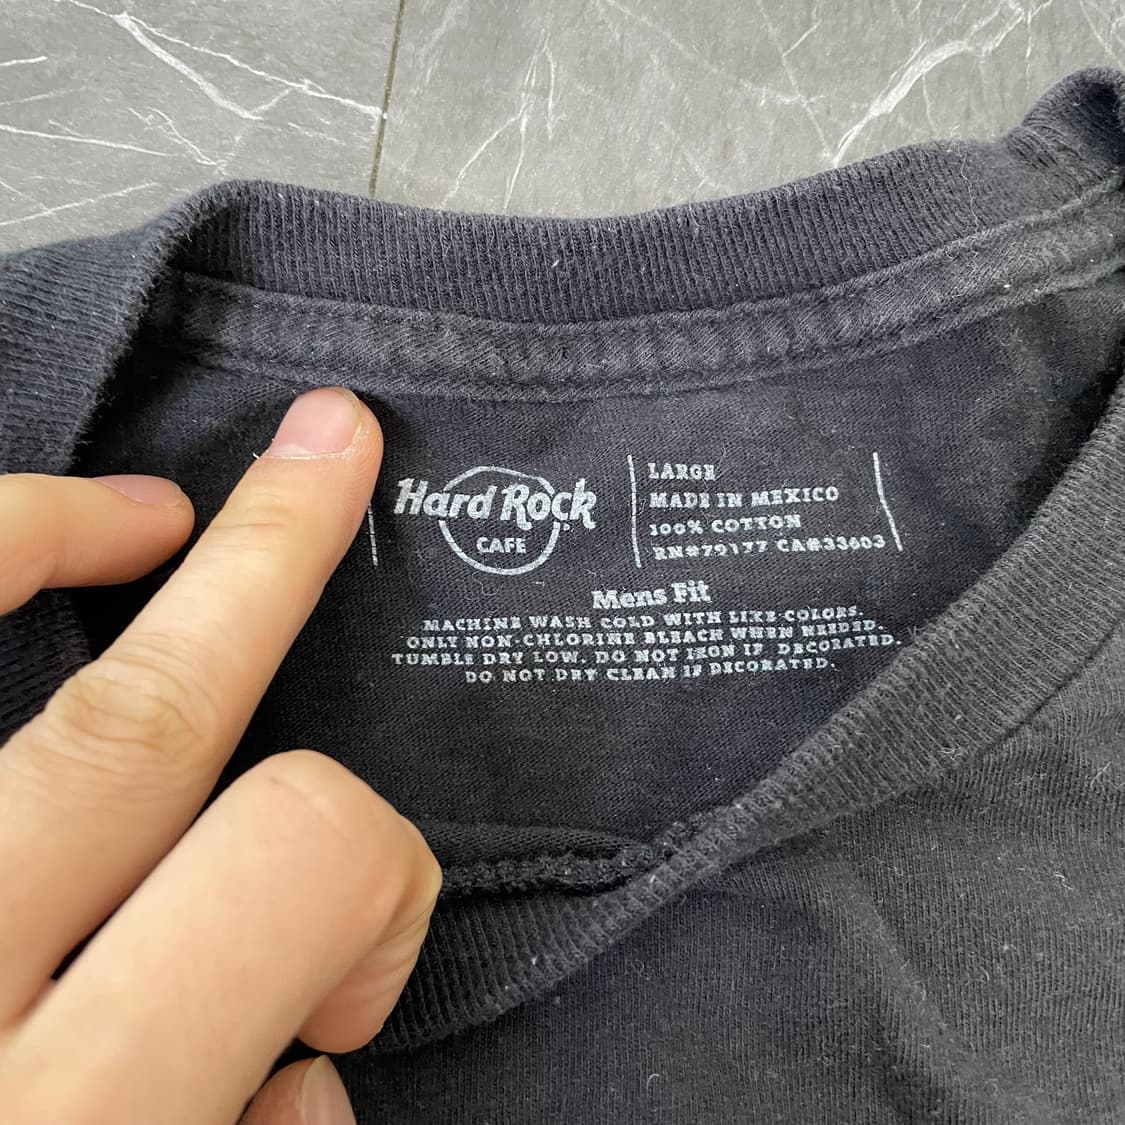 Hard Rock
CAFE
LARGE
MADE IN MEXICO
100% COTTON
RN#79177 CA#33603
Mens Fit
MACHINE WASH COLD WITH LIKE COLORS.
ONLY NON-CHLORINE BLEACH WHEN NEEDED.
TUMBLE DRY LOW. DO NOT IRON IF DECORATED.
DO NOT DRY CLEAN IF DECORATED.